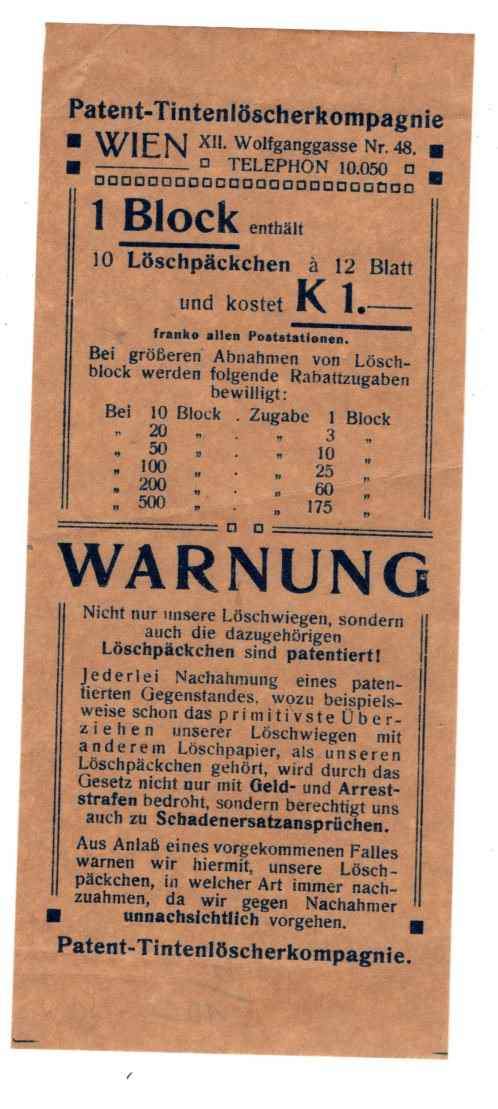 Patent-Tintenlöscherkompagnie
WIEN XII. Wolfganggasse Nr. 48.
TELEPHON 10.050
1 Block enthält
10 Löschpäckchen à 12 Blatt
und kostet K 1.—
franko allen Poststationen.
Bei größeren Abnahmen von Lösch-
block werden folgende Rabattzugaben
bewilligt:
Bei 10 Block . Zugabe 1 Block
„ 20 „ . „ 3 „
„ 50 „ . „ 10 „
„ 100 „ . „ 25 „
„ 200 „ . „ 60 „
„ 500 „ . „ 175 „
WARNUNG
Nicht nur unsere Löschwiegen, sondern
auch die dazugehörigen
Löschpäckchen sind patentiert!
Jederlei Nachahmung eines paten-
tierten Gegenstandes, wozu beispiels-
weise schon das primitivste Über-
ziehen unserer Löschwiegen mit
anderem Löschpapier, als unseren
Löschpäckchen gehört, wird durch das
Gesetz nicht nur mit Geld- und Arrest-
strafen bedroht, sondern berechtigt uns
auch zu Schadenersatzansprüchen.
Aus Anlaß eines vorgekommenen Falles
warnen wir hiermit, unsere Lösch-
päckchen, in welcher Art immer nach-
zuahmen, da wir gegen Nachahmer
unnachsichtlich vorgehen.
Patent-Tintenlöscherkompagnie.